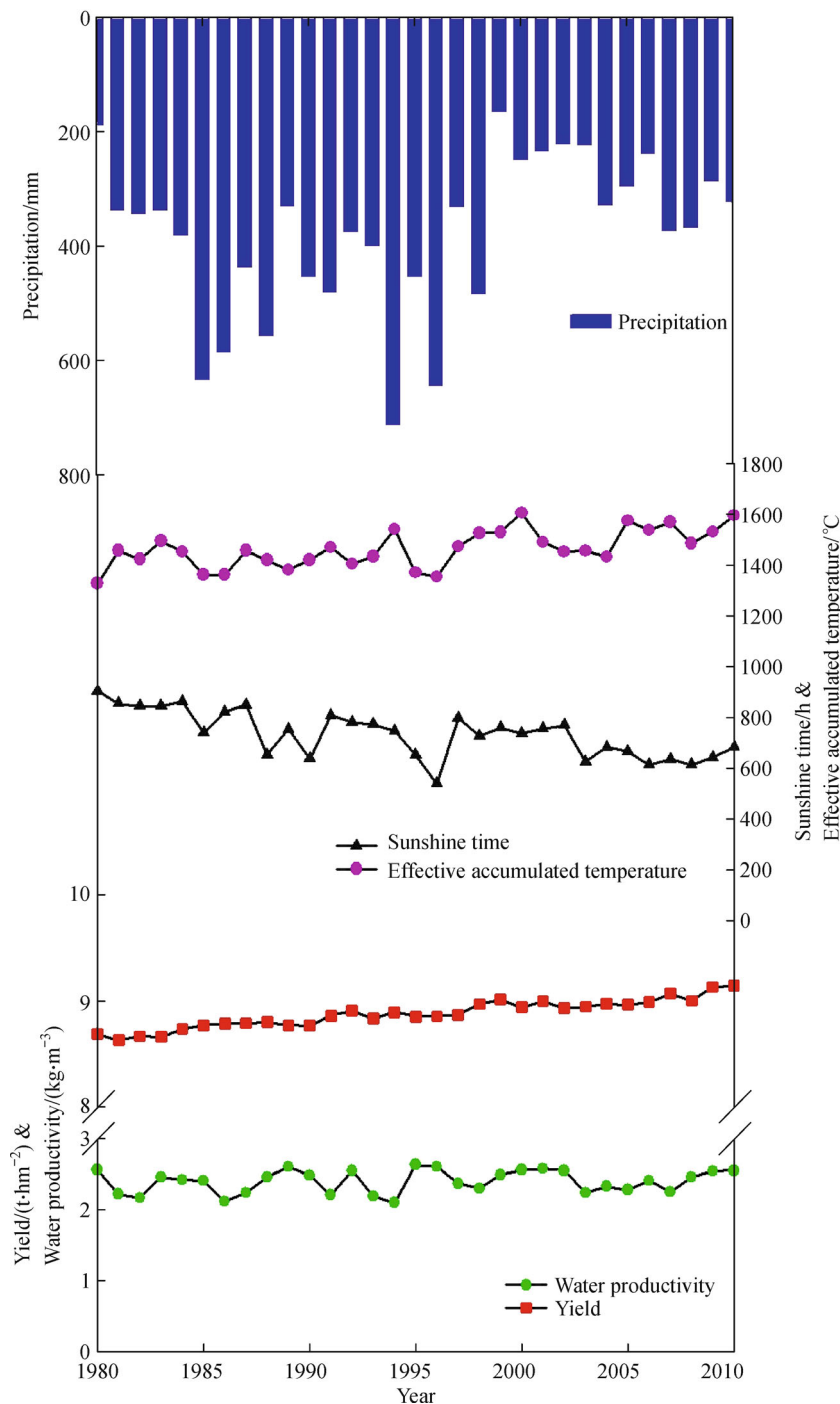 0
200
400
600
800
Precipitation/mm
Precipitation
1800
1600
1400
1200
1000
800
600
400
200
0
Sunshine time/h &
Effective accumulated temperature/°C
Sunshine time
Effective accumulated temperature
10
9
8
3
2
1
0
Yield/(t·hm⁻²) &
Water productivity/(kg·m⁻³)
Water productivity
Yield
1980 1985 1990 1995 2000 2005 2010
Year